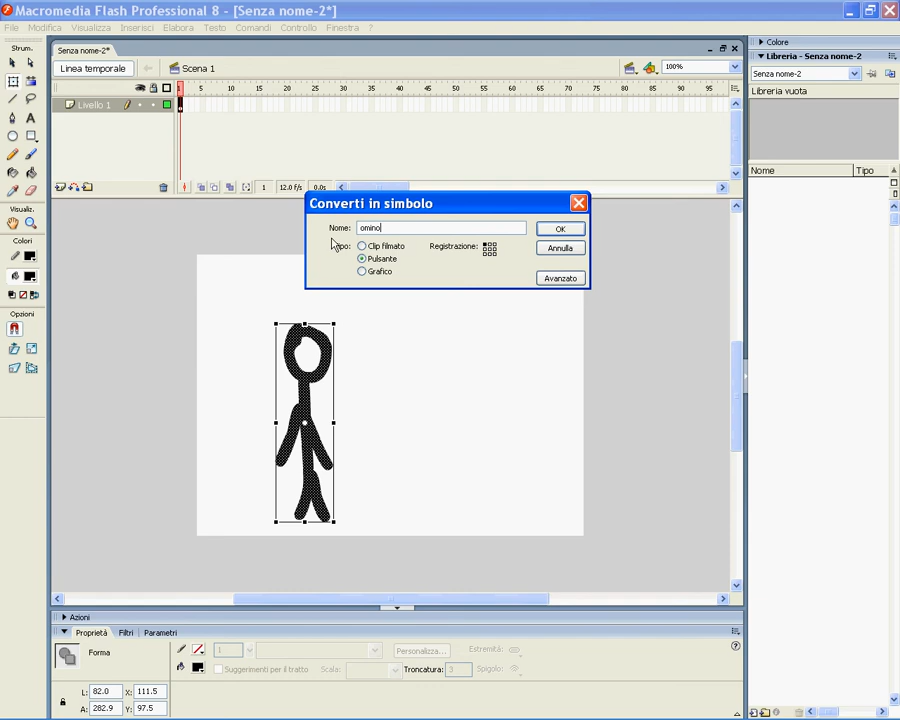 Macromedia Flash Professional 8 - [Senza nome-2*]
File Modifica Visualizza Inserisci Elabora Testo Comandi Controllo Finestra ?
Strum.
Senza nome-2*
Linea temporale
Scena 1
100%
1 5 10 15 20 25 30 35 40 45 50 55 60 65 70 75 80 85 90 95
Livello 1
1 12.0 f/s 0.0s
Visualiz.
Colori
Opzioni
Converti in simbolo
Nome: omino
OK
Tipo: Clip filmato
Registrazione:
Annulla
Pulsante
Grafico
Avanzato
Colore
Libreria - Senza nome-2
Senza nome-2
Libreria vuota
Nome Tipo
Azioni
Proprietà Filtri Parametri
Forma
1
Personalizza...
Estremità:
Suggerimenti per il tratto
Scala:
Troncatura: 3
Spigolo:
L: 82.0 X: 111.5
A: 282.9 Y: 97.5